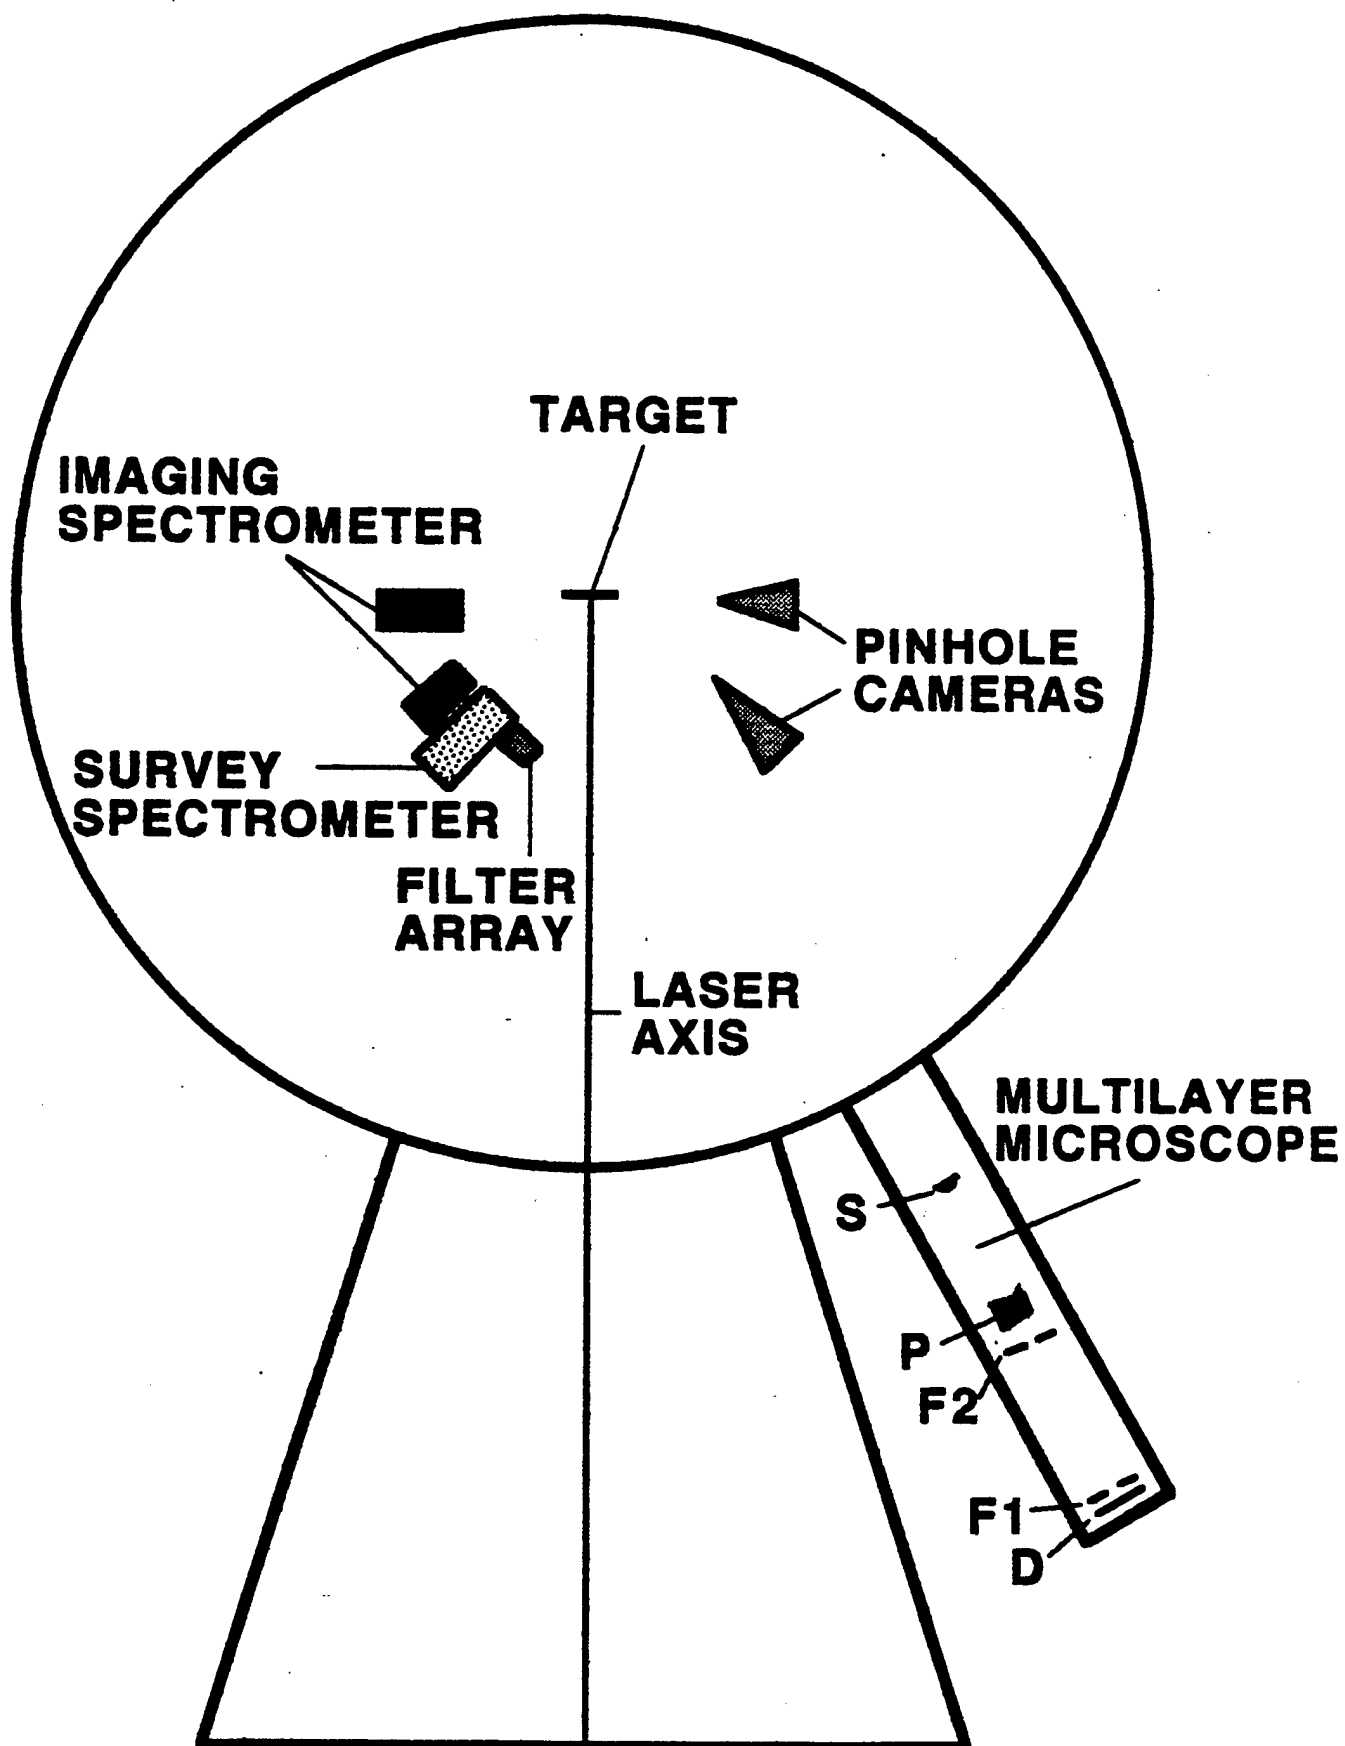 TARGET
IMAGING
SPECTROMETER
PINHOLE
CAMERAS
SURVEY
SPECTROMETER
FILTER
ARRAY
LASER
AXIS
MULTILAYER
MICROSCOPE
S
P
F2
F1
D